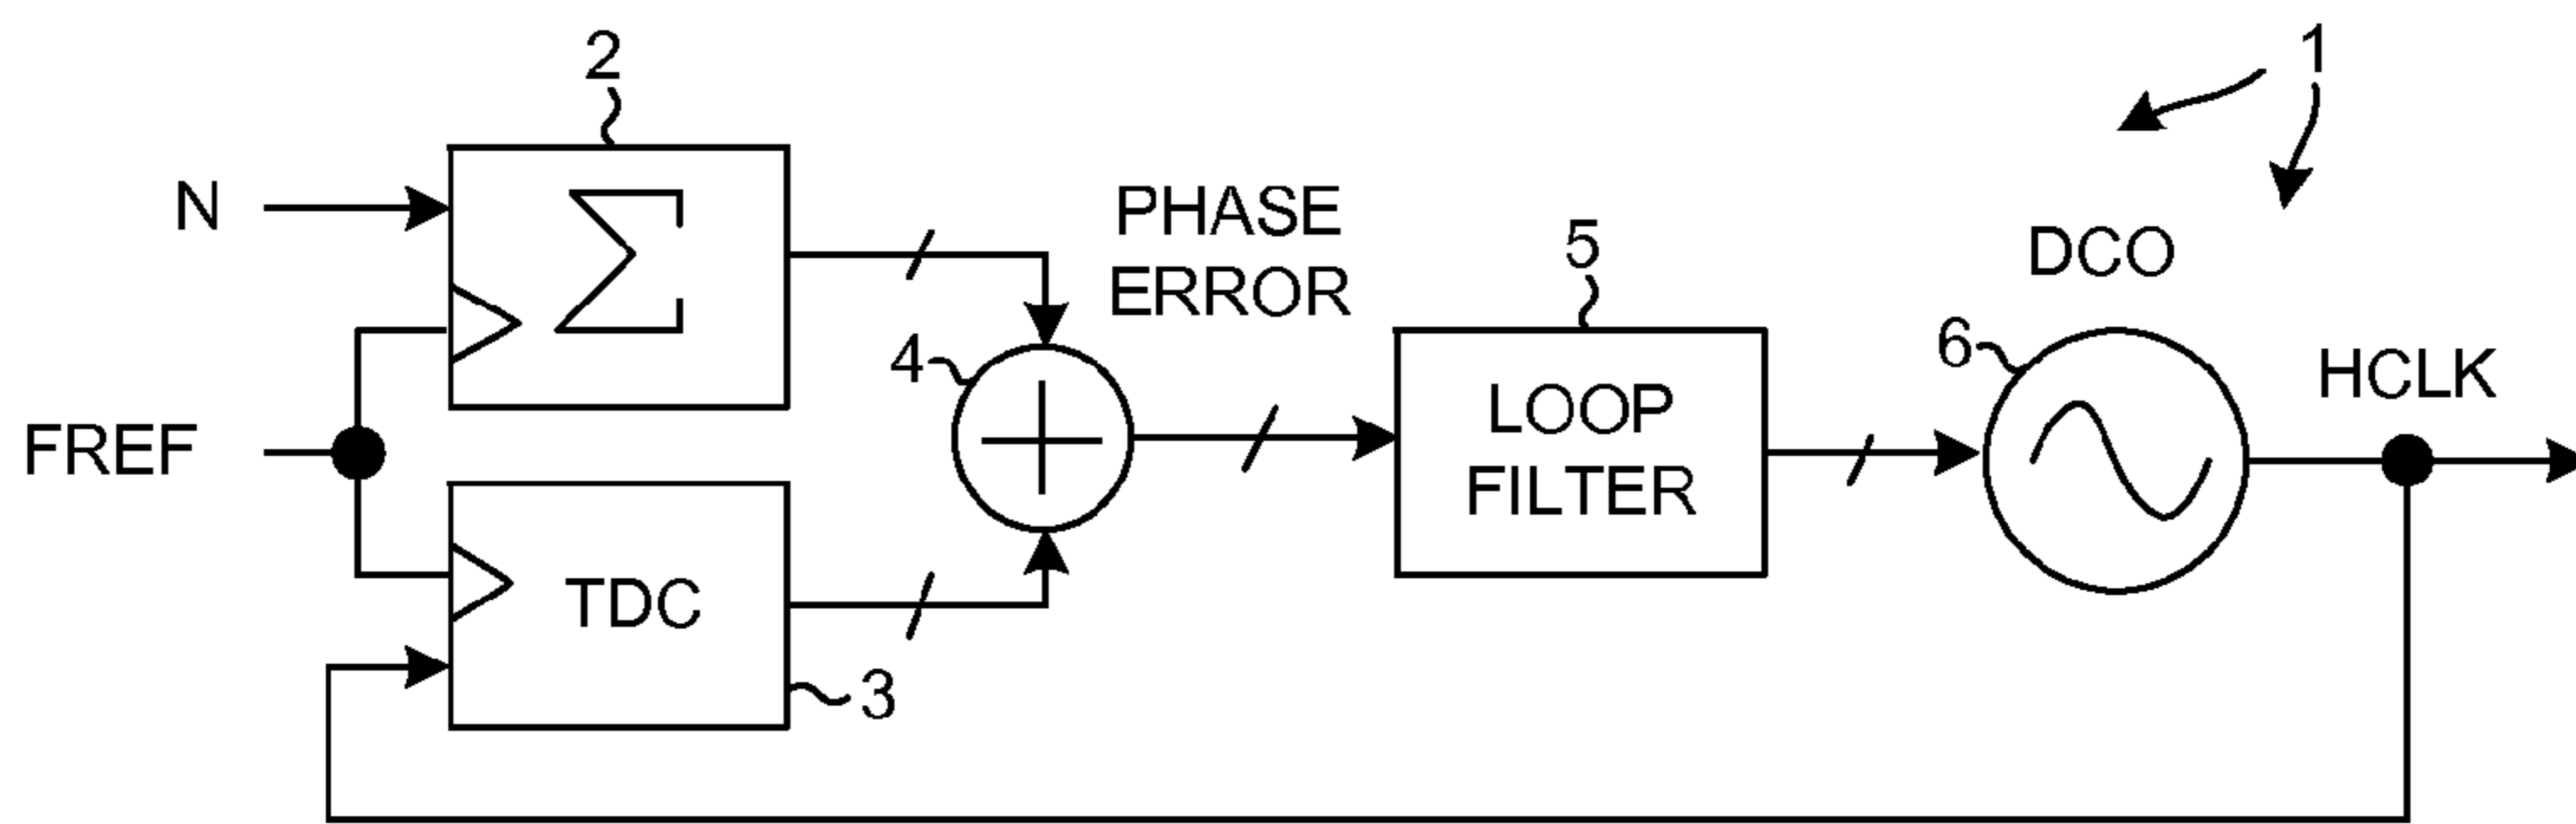 2
1
N
Σ
PHASE
ERROR
5
DCO
4
6
HCLK
FREF
LOOP
FILTER
TDC
3